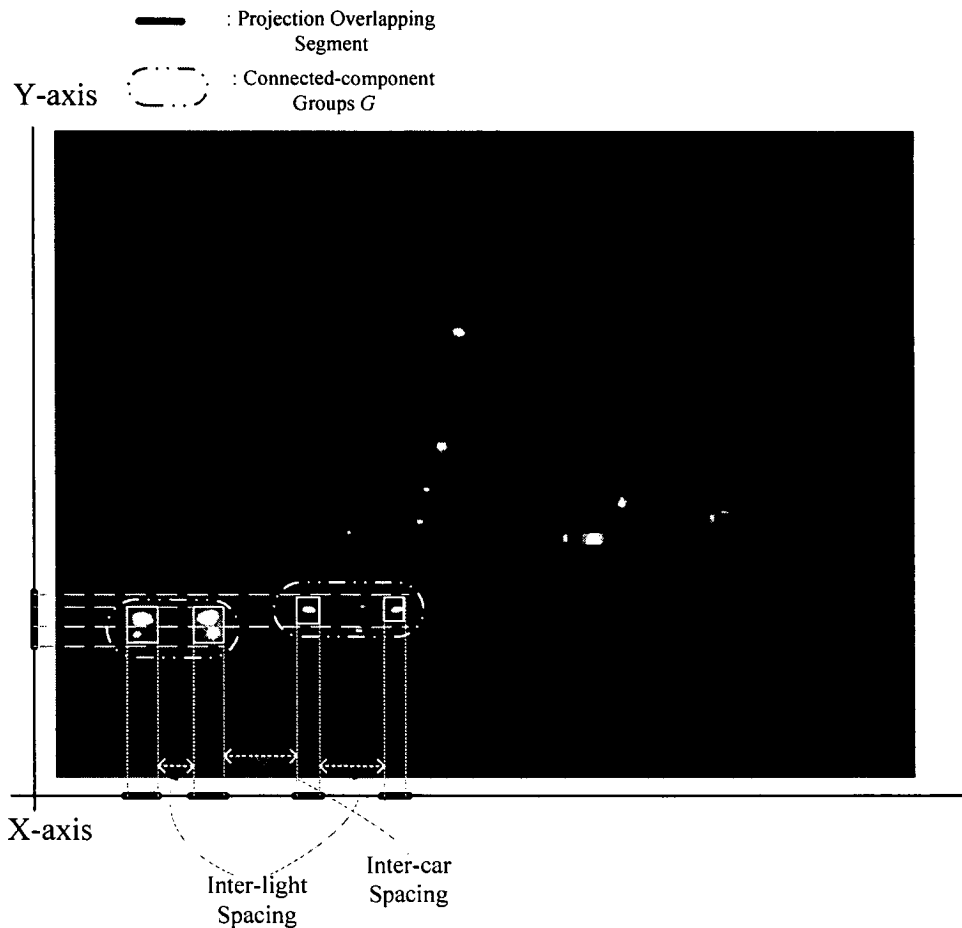 : Projection Overlapping
Segment
: Connected-component
Groups G
Y-axis
X-axis
Inter-light
Spacing
Inter-car
Spacing